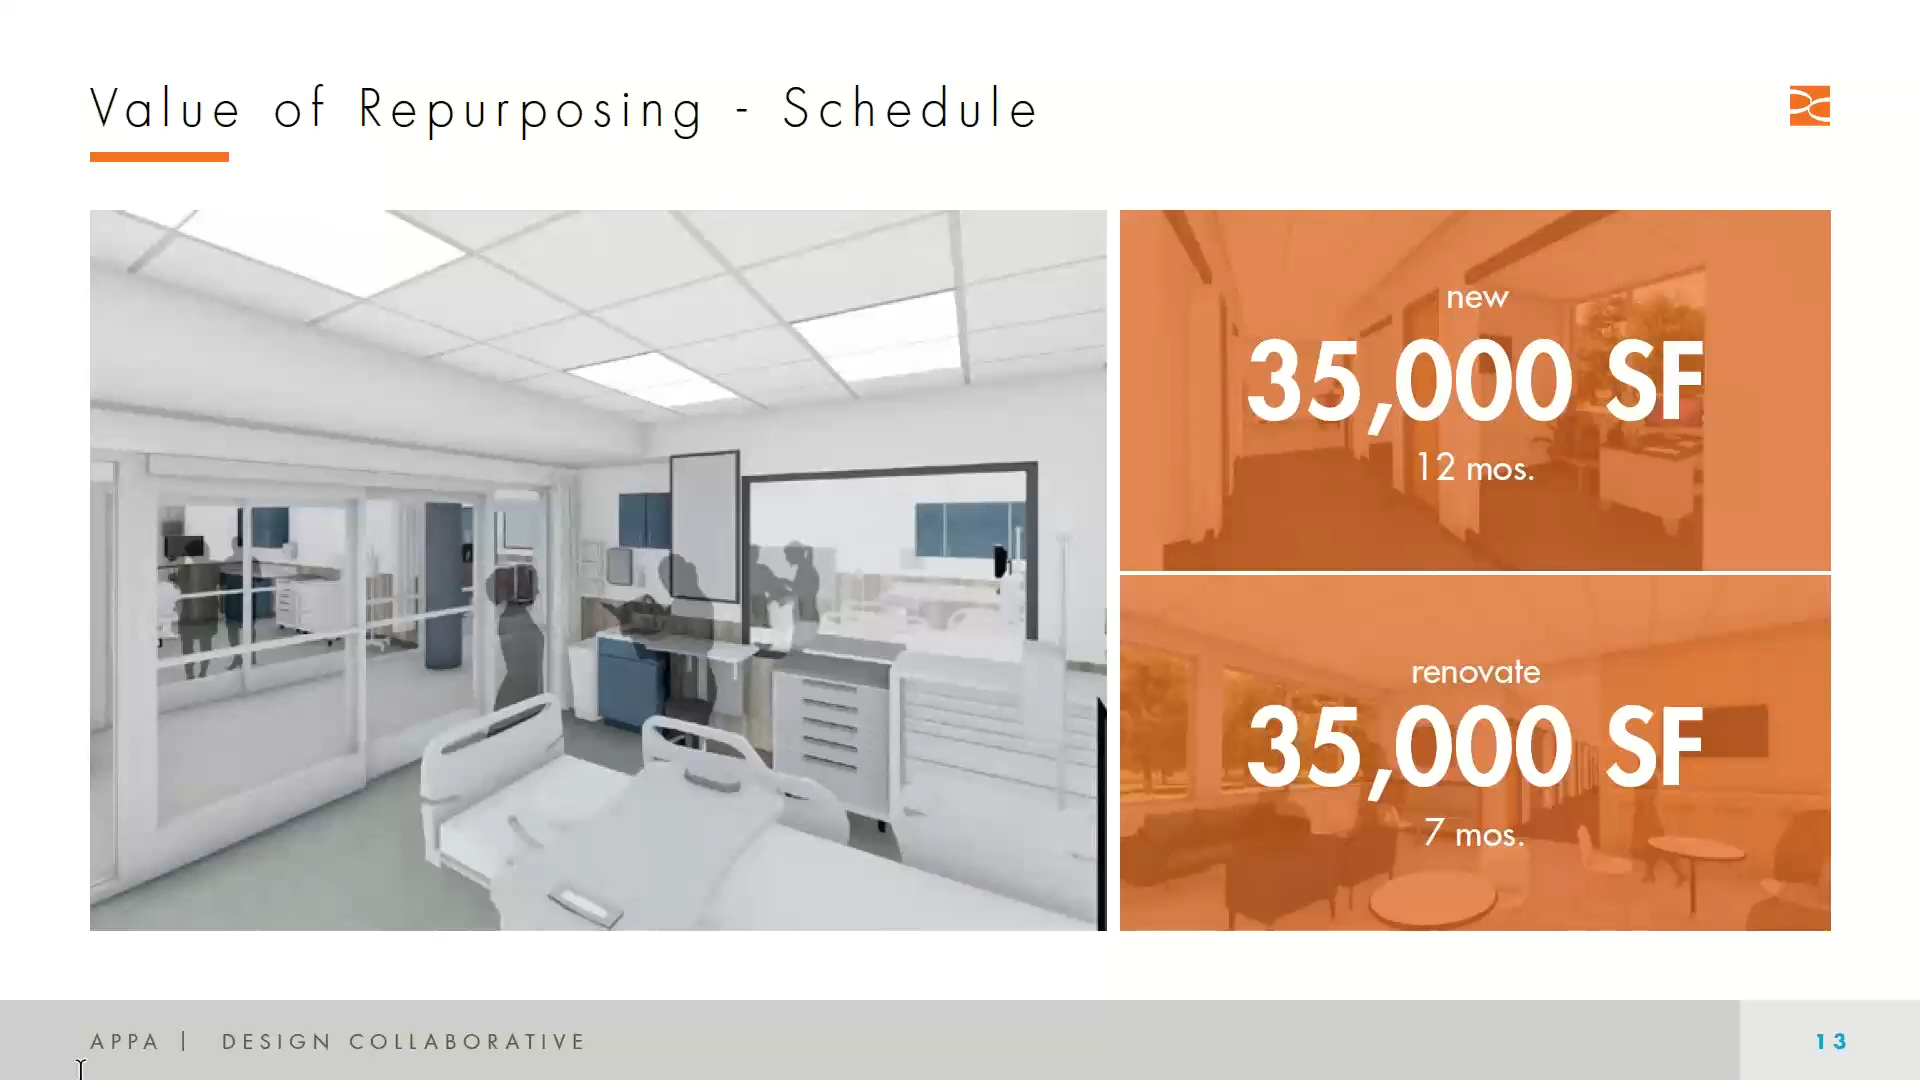 Value of Repurposing - Schedule
new
35,000 SF
12 mos.
renovate
35,000 SF
7 mos.
APPA | DESIGN COLLABORATIVE
13